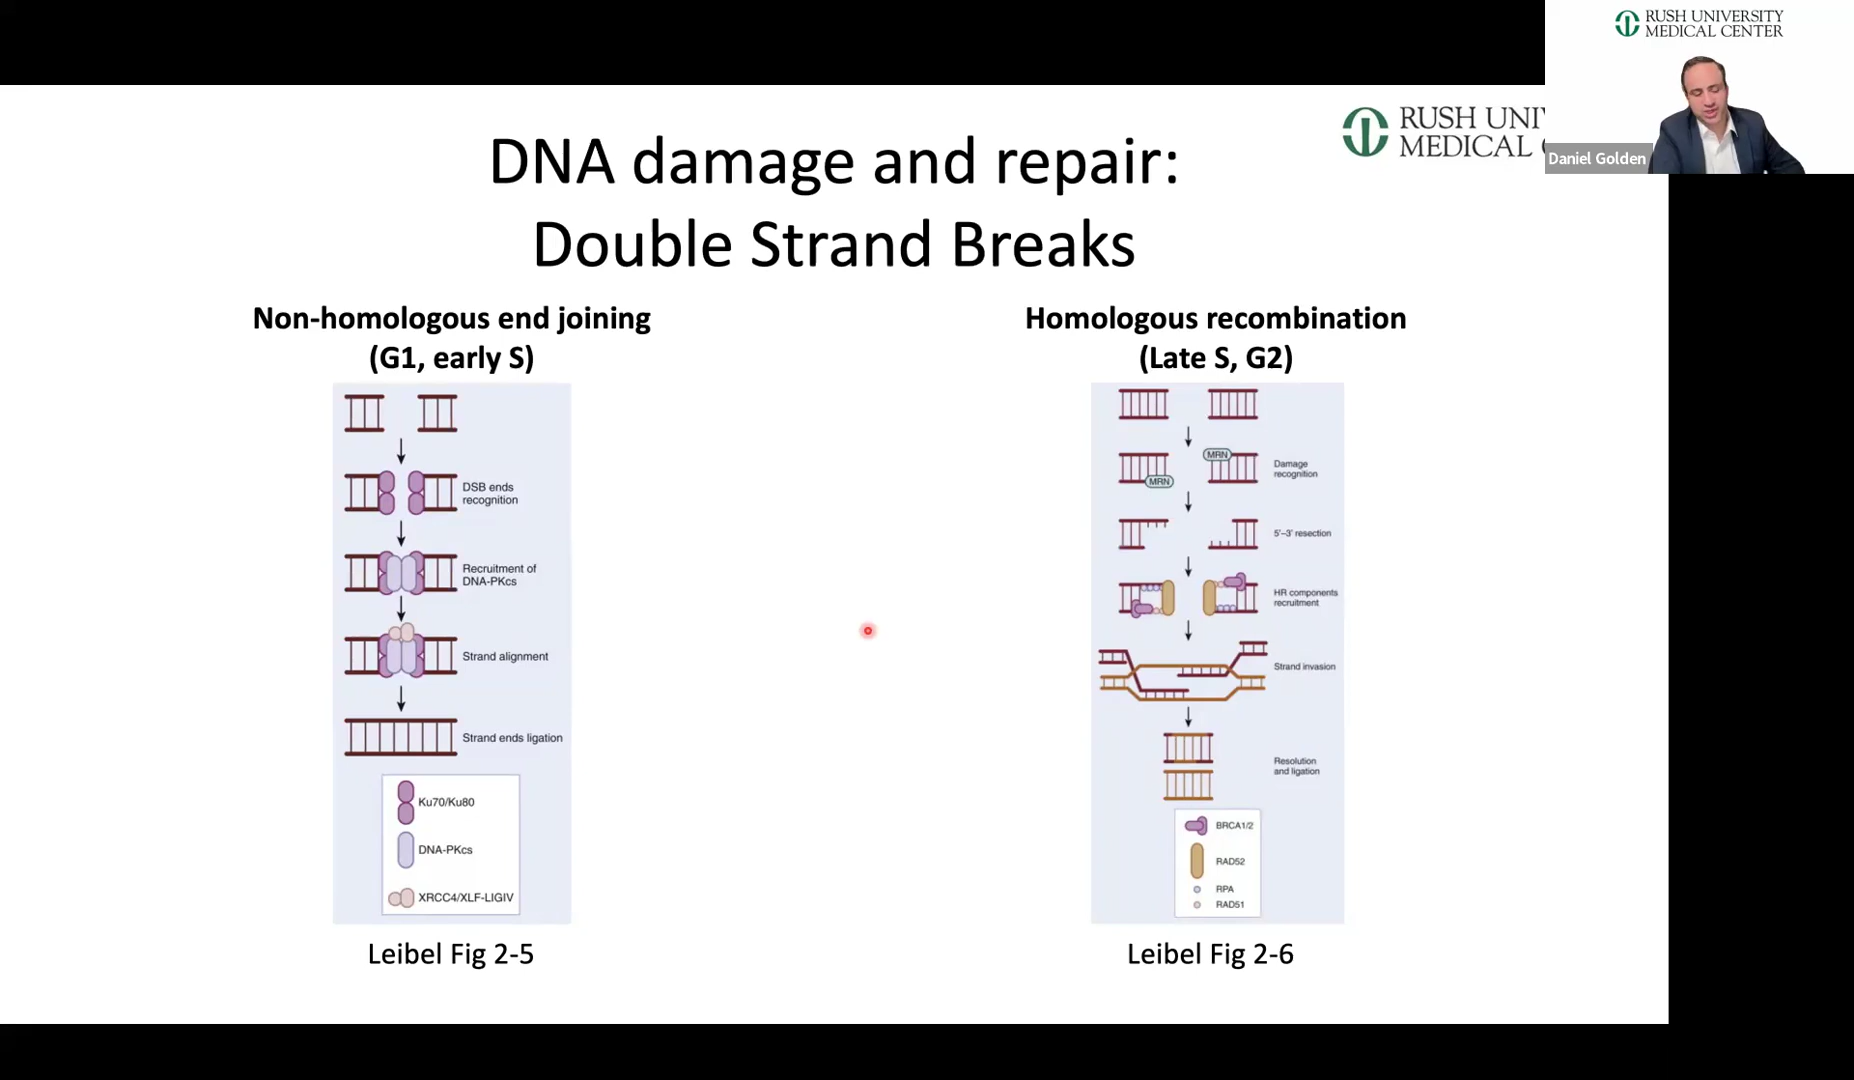 RUSH UNIVERSITY
MEDICAL CENTER
Daniel Golden
RUSH UNI
MEDICAL
DNA damage and repair:
Double Strand Breaks
Non-homologous end joining
(G1, early S)
DSB ends
recognition
Recruitment of
DNA-PKcs
Strand alignment
Strand ends ligation
Ku70/Ku80
DNA-PKcs
XRCC4/XLF-LIGIV
Leibel Fig 2-5
Homologous recombination
(Late S, G2)
MRN
MRN
Damage
recognition
5'–3' resection
HR components
recruitment
Strand invasion
Resolution
and ligation
BRCA1/2
RAD52
RPA
RAD51
Leibel Fig 2-6